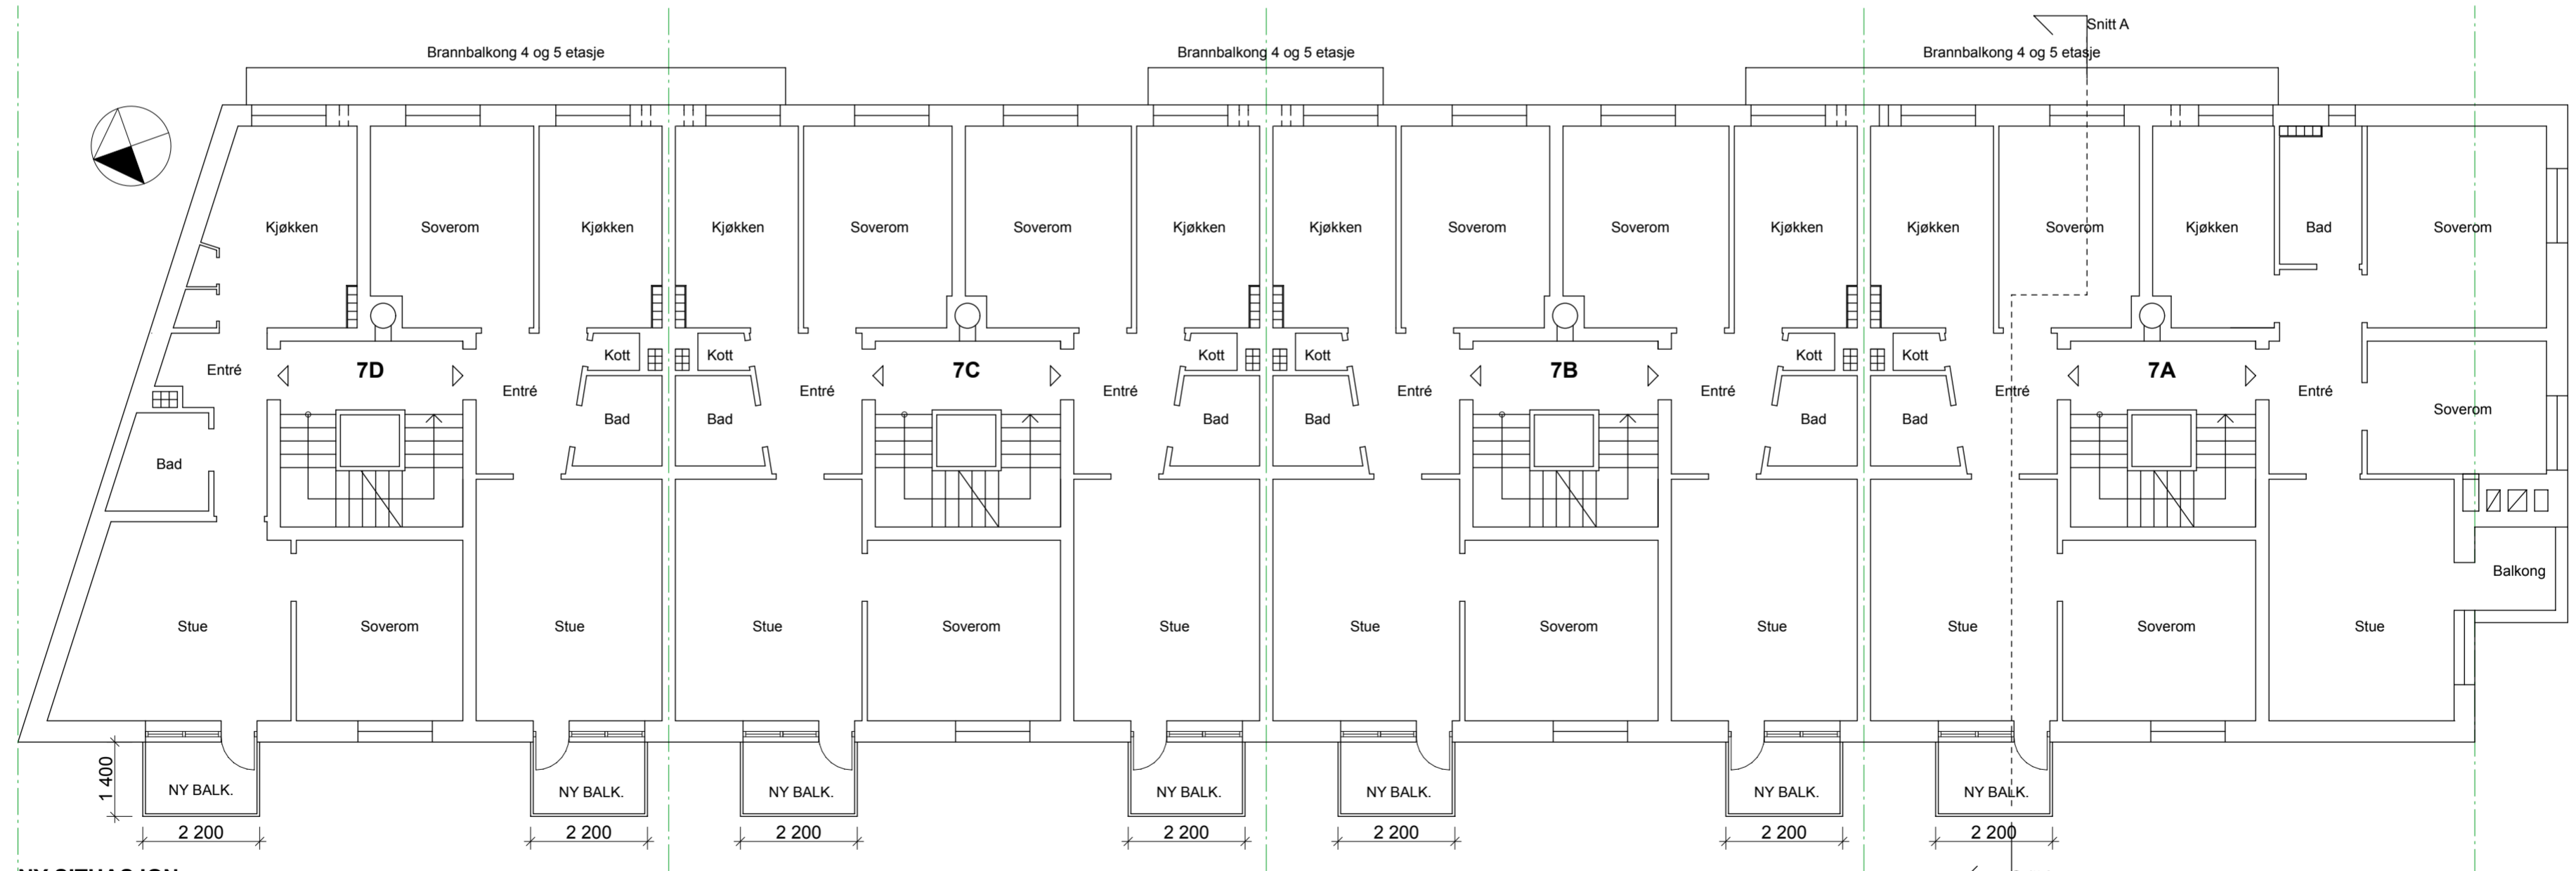 Snitt A
Brannbalkong 4 og 5 etasje
Brannbalkong 4 og 5 etasje
Brannbalkong 4 og 5 etasje
Kjøkken
Soverom
Kjøkken
Kjøkken
Soverom
Soverom
Kjøkken
Kjøkken
Soverom
Soverom
Kjøkken
Kjøkken
Soverom
Kjøkken
Bad
Soverom
Kott
Kott
Kott
Kott
Kott
Kott
Entré
7D
7C
7B
7A
Entré
Entré
Entré
Entré
Entré
Entré
Entré
Soverom
Bad
Bad
Bad
Bad
Bad
Bad
Bad
Balkong
Stue
Soverom
Stue
Stue
Soverom
Stue
Stue
Soverom
Stue
Stue
Soverom
Stue
1 400
NY BALK.
NY BALK.
NY BALK.
NY BALK.
NY BALK.
NY BALK.
NY BALK.
2 200
2 200
2 200
2 200
2 200
2 200
2 200
NY SITUASJON